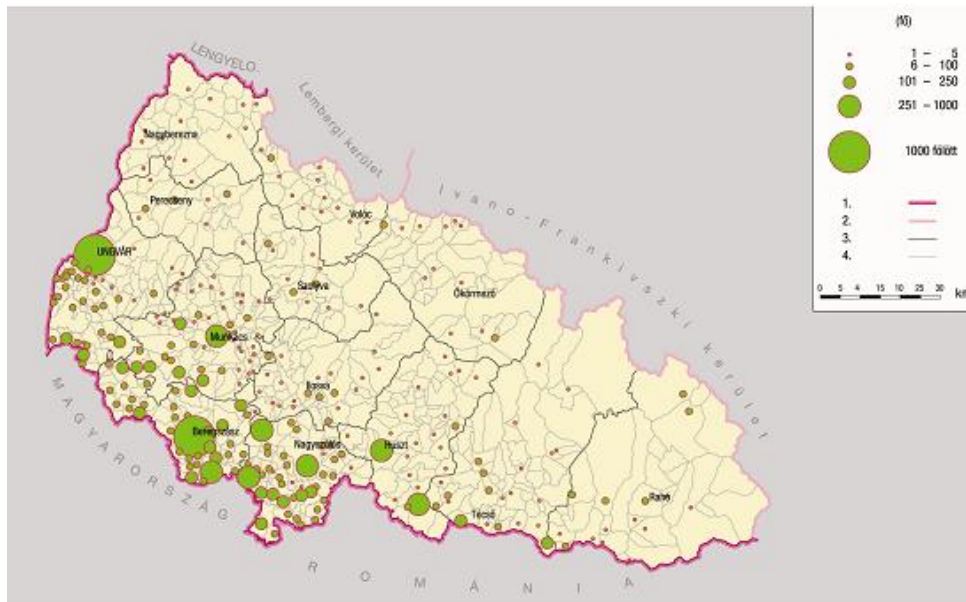 (fő)
1 – 5
6 – 100
101 – 250
251 – 1000
1000 fölött
1.
2.
3.
4.
0 5 10 15 20 25 30 km
LENGYELO.
Lembergi kerület
Ivano-Frankivszki kerület
Nagyberezna
Perecseny
Volóc
UNGVÁR
Szolyva
Ökörmező
Munkács
Ilosva
Beregszász
Nagyszőlős
Huszt
Rahó
Técső
MAGYARORSZÁG
ROMÁNIA